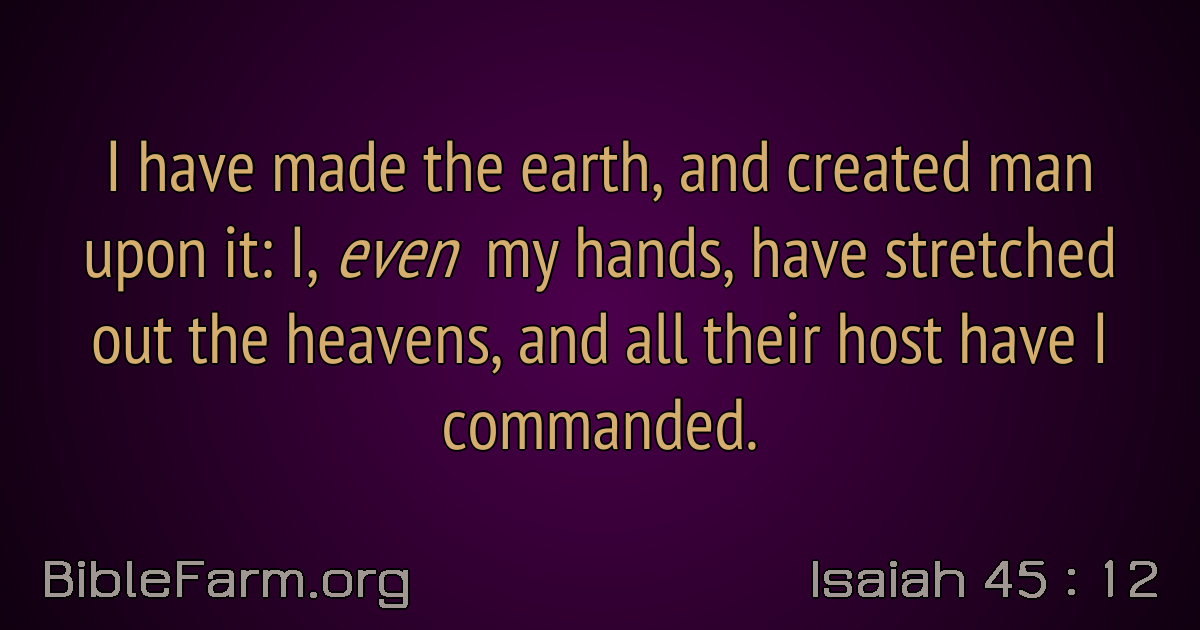 I have made the earth, and created man
upon it: I, even my hands, have stretched
out the heavens, and all their host have I
commanded.
BibleFarm.org
Isaiah 45 : 12